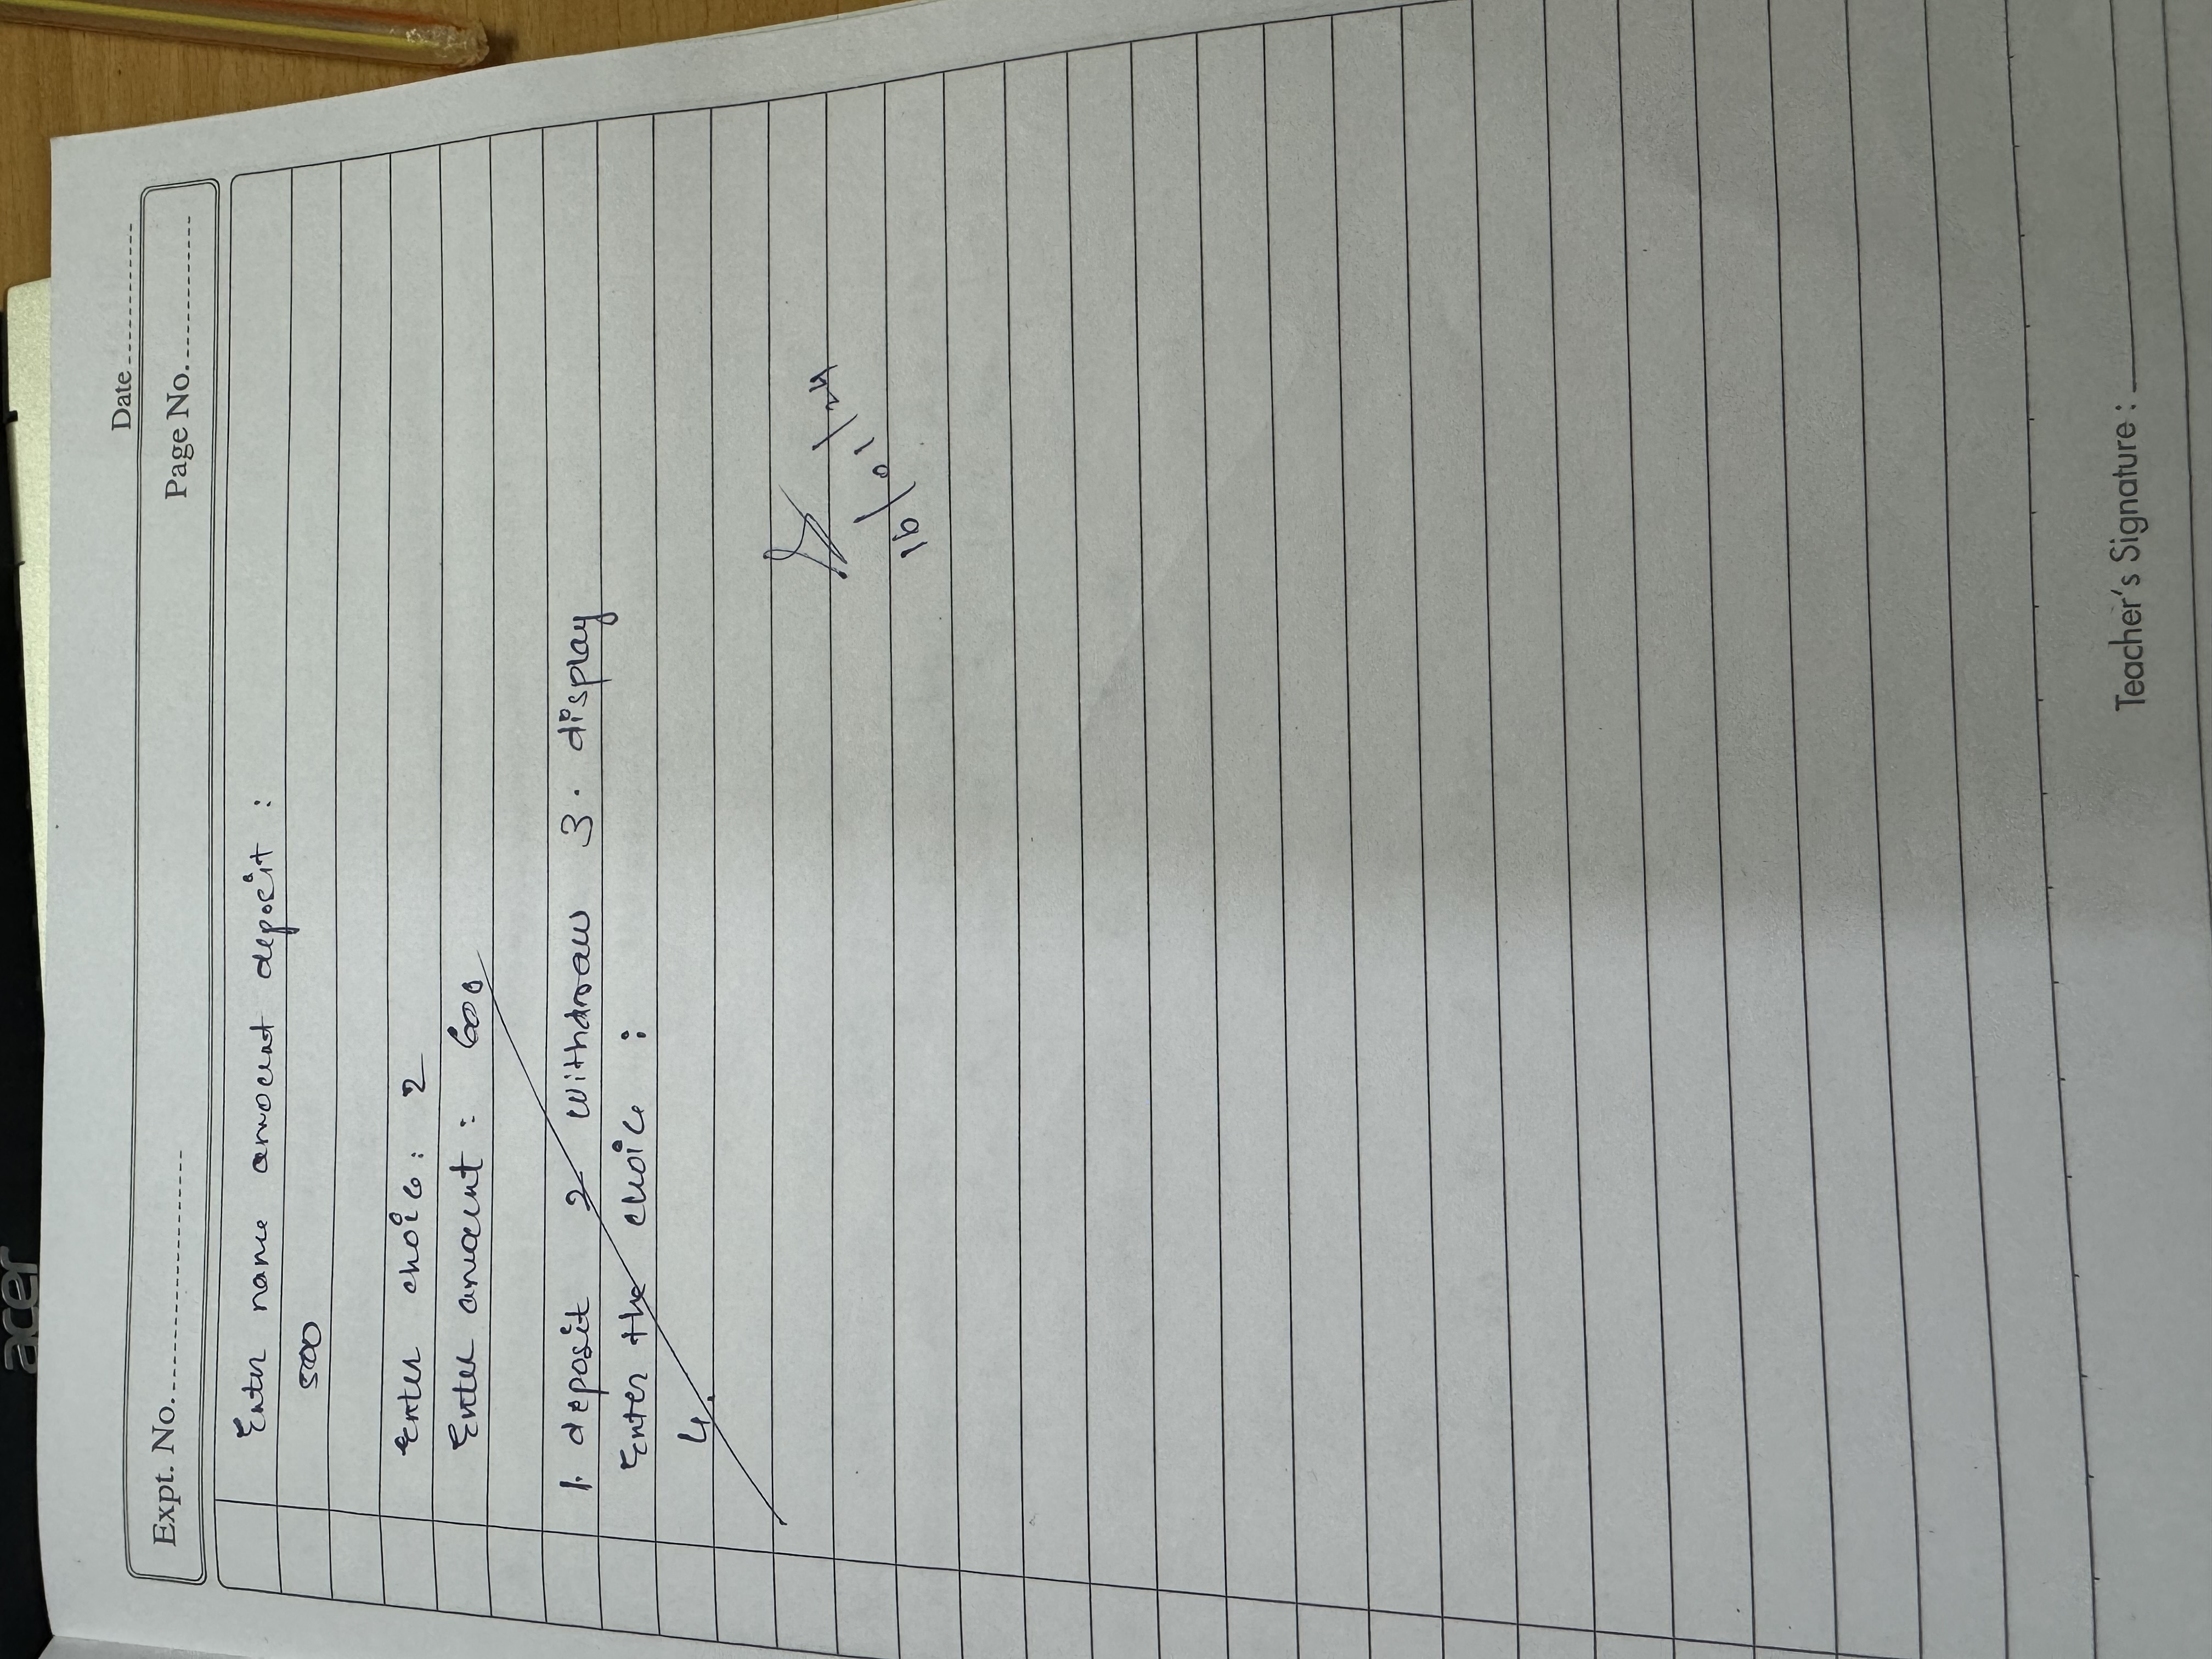 acer
Date
Expt. No.
Page No.
Enter name amount deposit :
500
Enter choice : 2
Enter amount : 600
1. deposit 2 withdraw 3. display
Enter the choice :
4.
16/01/24
Teacher's Signature :